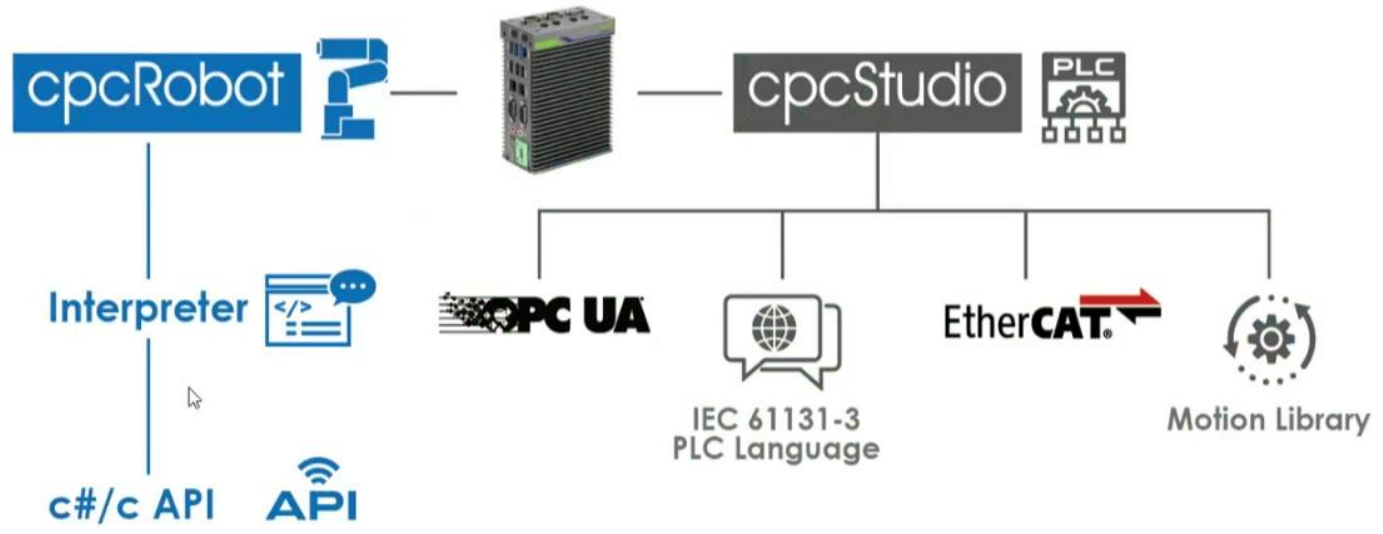 cpcRobot
cpcStudio
PLC
Interpreter
</>
OPC UA
EtherCAT®
IEC 61131-3
PLC Language
Motion Library
c#/c API
API